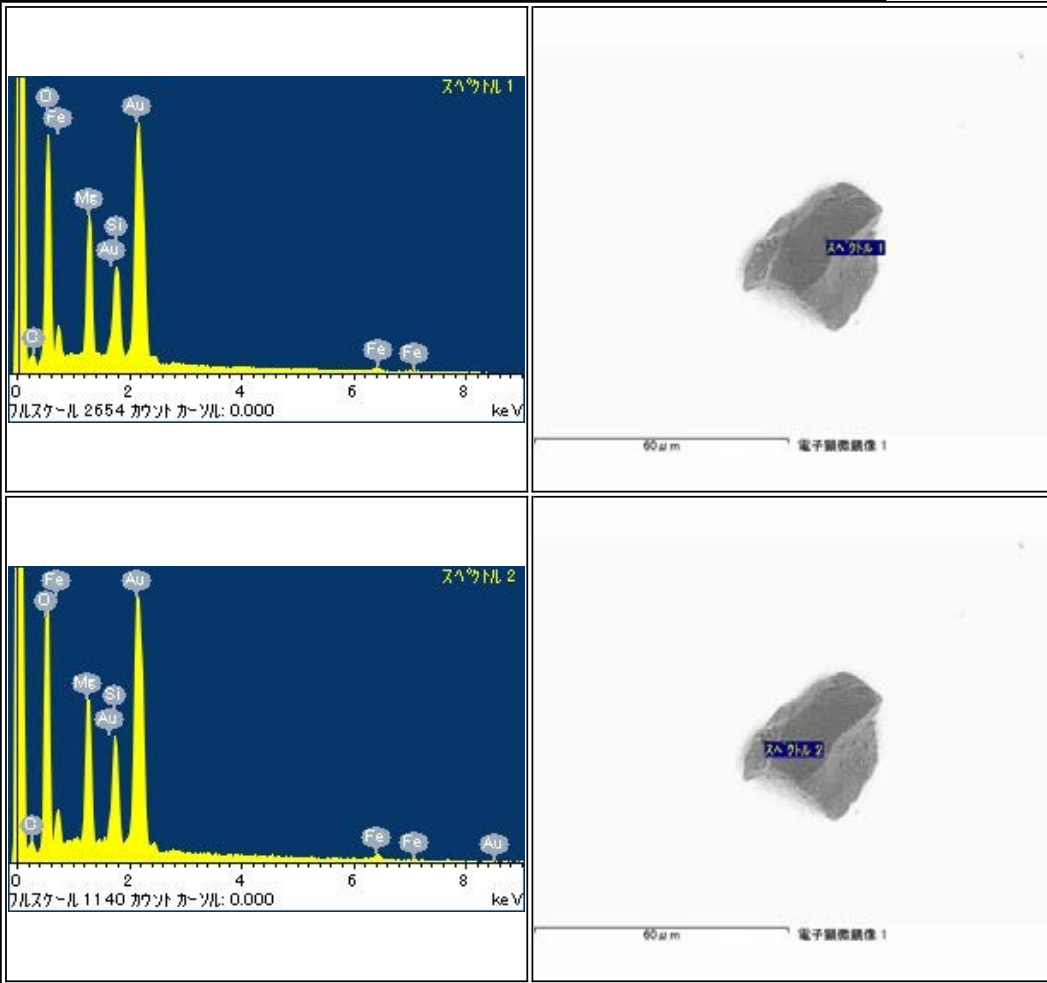 スペクトル 1
O
Fe
Au
Mg
Si
Au
C
Fe
Fe
0 2 4 6 8
フルスケール 2654 カウント カーソル: 0.000 keV
スペクトル 1
60μm 電子顕微鏡像 1
スペクトル 2
Fe
O
Au
Mg
Si
Au
C
Fe
Fe
Au
0 2 4 6 8
フルスケール 1140 カウント カーソル: 0.000 keV
スペクトル 2
60μm 電子顕微鏡像 1